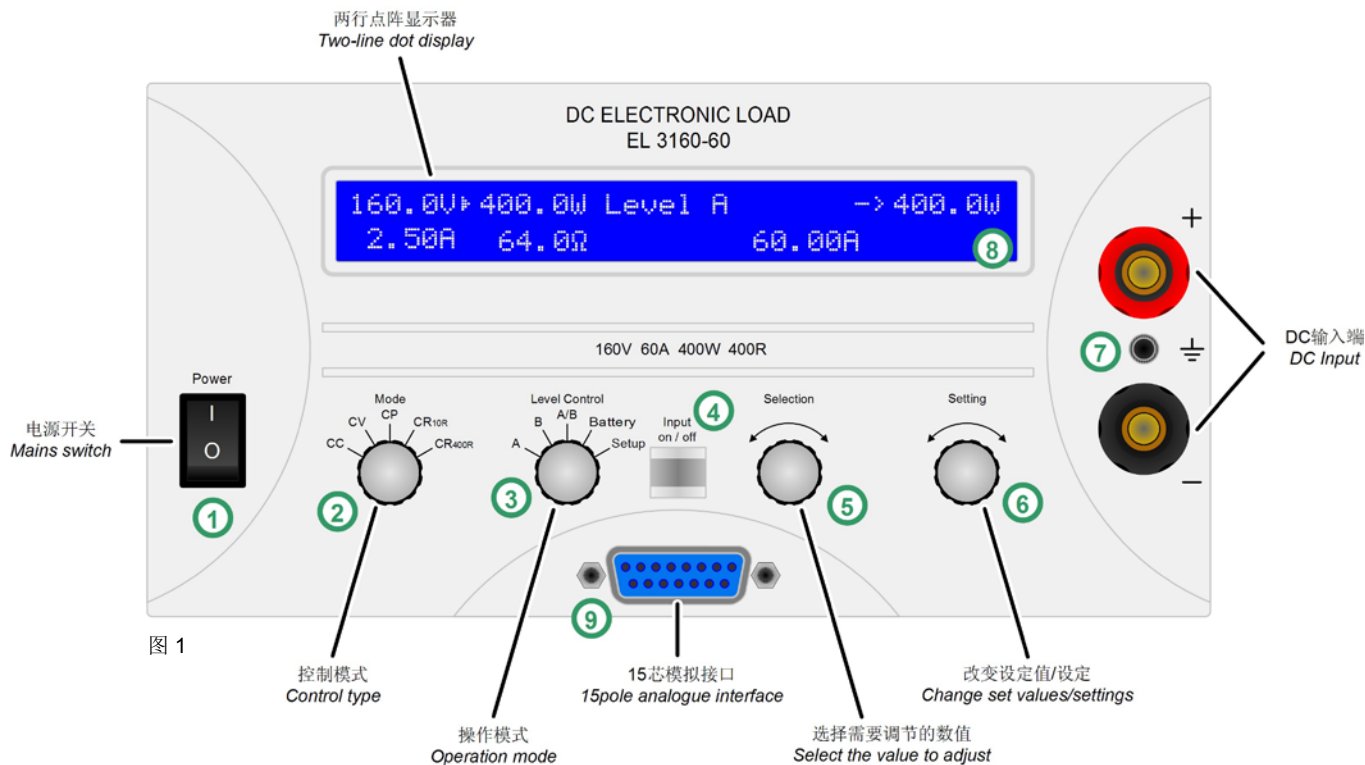 两行点阵显示器
Two-line dot display
DC ELECTRONIC LOAD
EL 3160-60
160.0V 400.0W Level A -> 400.0W
2.50A 64.0Ω 60.00A
8
+
7
−
DC输入端
DC Input
160V 60A 400W 400R
Power
I
O
电源开关
Mains switch
1
Mode
CC CV CP CR10R CR400R
2
Level Control
A B A/B Battery Setup
3
4
Input
on / off
Selection
5
Setting
6
9
图 1
控制模式
Control type
操作模式
Operation mode
15芯模拟接口
15pole analogue interface
选择需要调节的数值
Select the value to adjust
改变设定值/设定
Change set values/settings